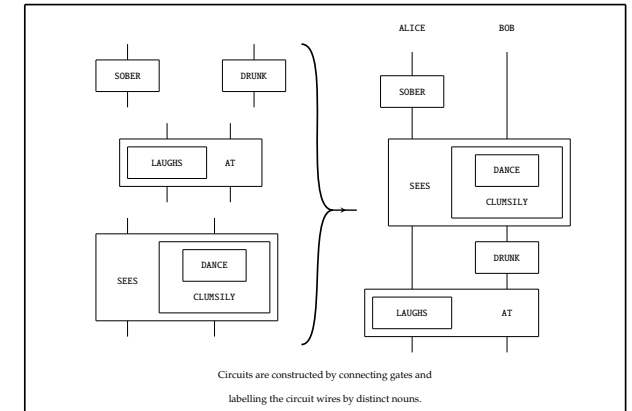 ALICE BOB
SOBER DRUNK
SOBER
LAUGHS AT
DANCE
SEES
CLUMSILY
DANCE
SEES
CLUMSILY
DRUNK
LAUGHS AT
Circuits are constructed by connecting gates and
labelling the circuit wires by distinct nouns.